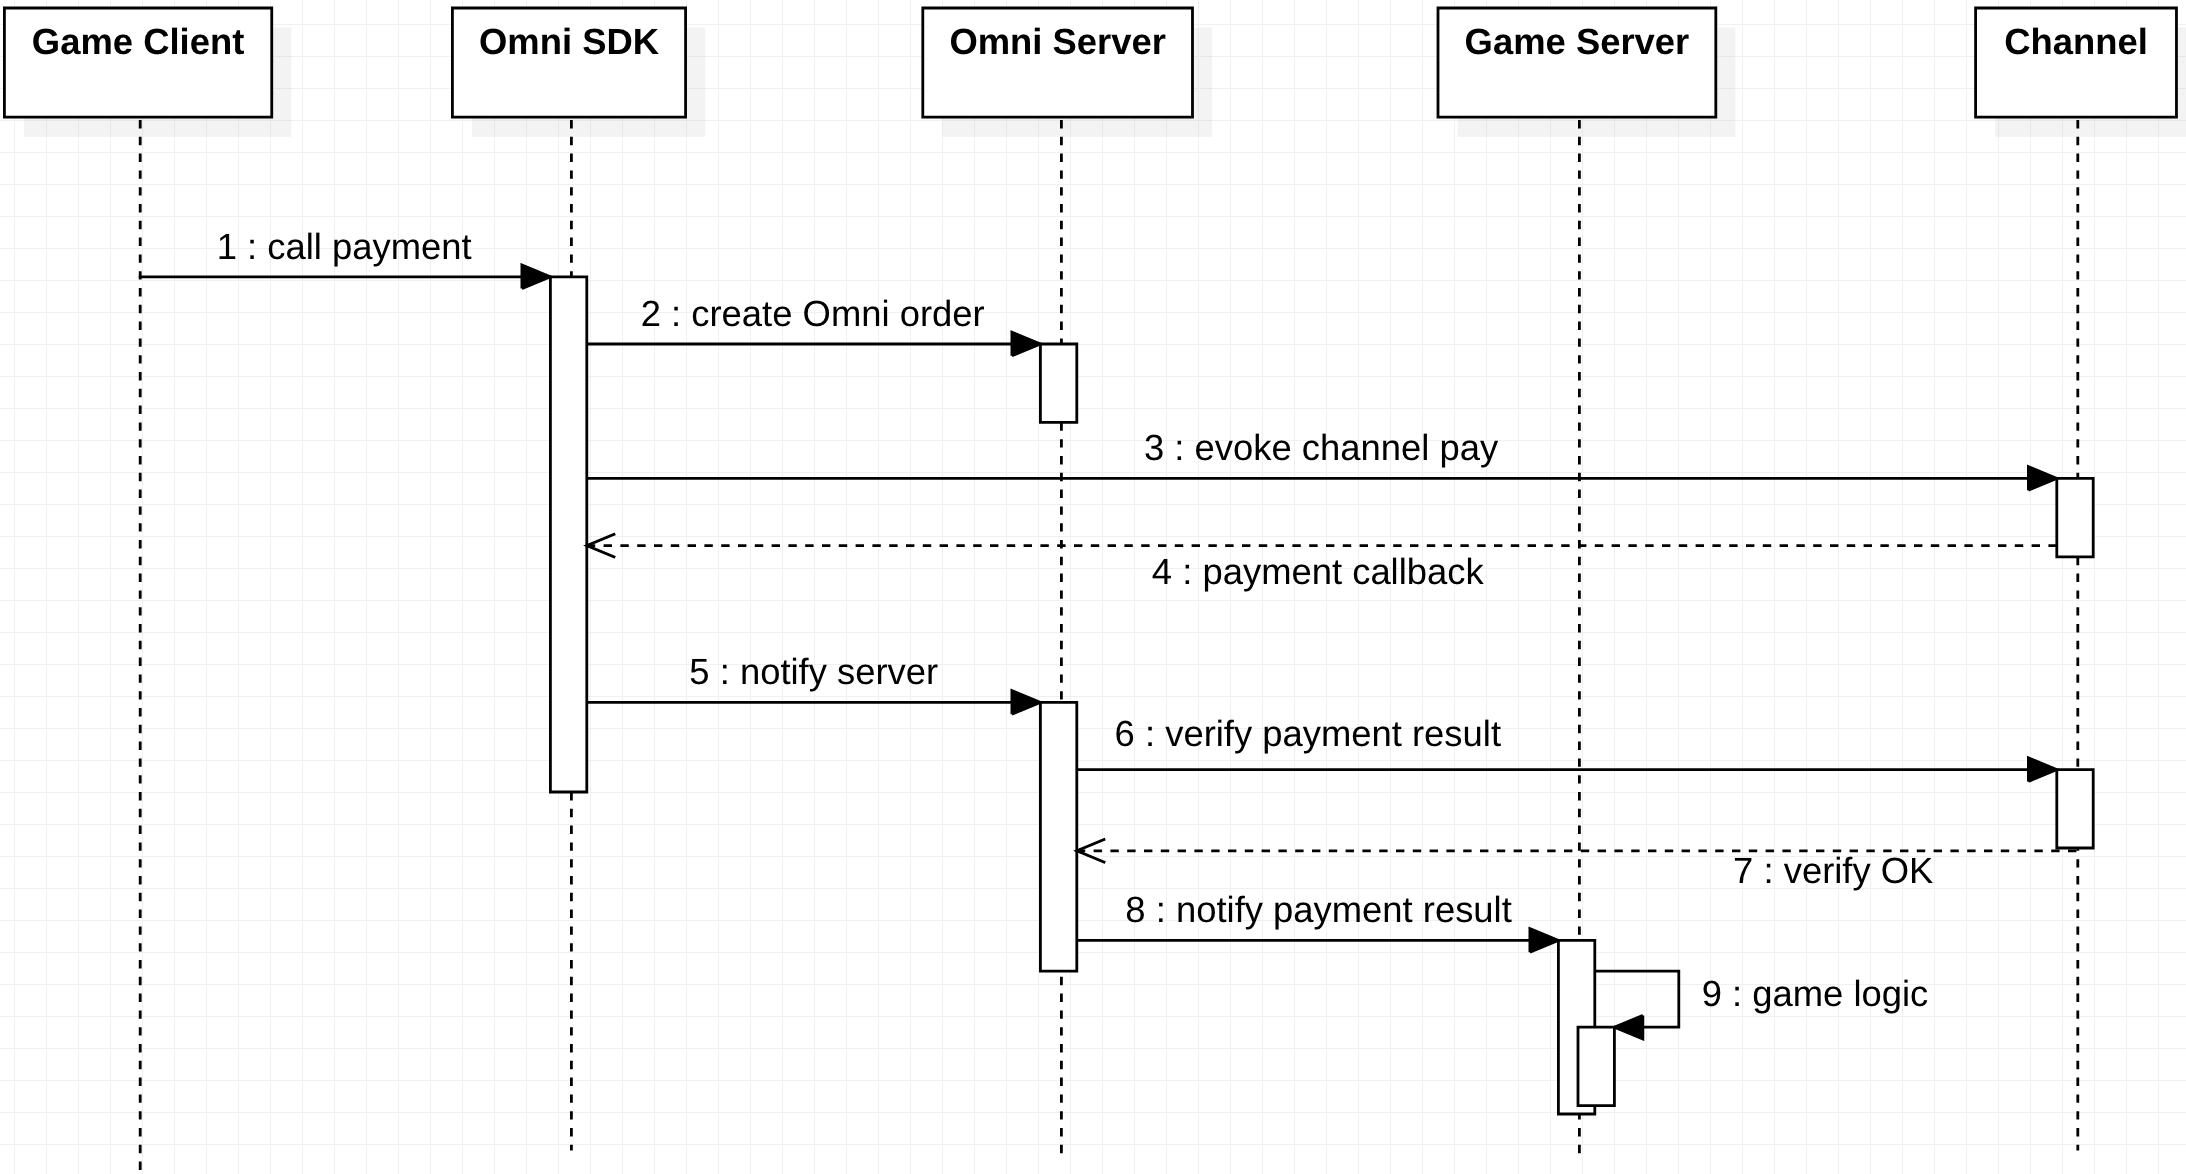 Game Client
Omni SDK
Omni Server
Game Server
Channel
1 : call payment
2 : create Omni order
3 : evoke channel pay
4 : payment callback
5 : notify server
6 : verify payment result
7 : verify OK
8 : notify payment result
9 : game logic